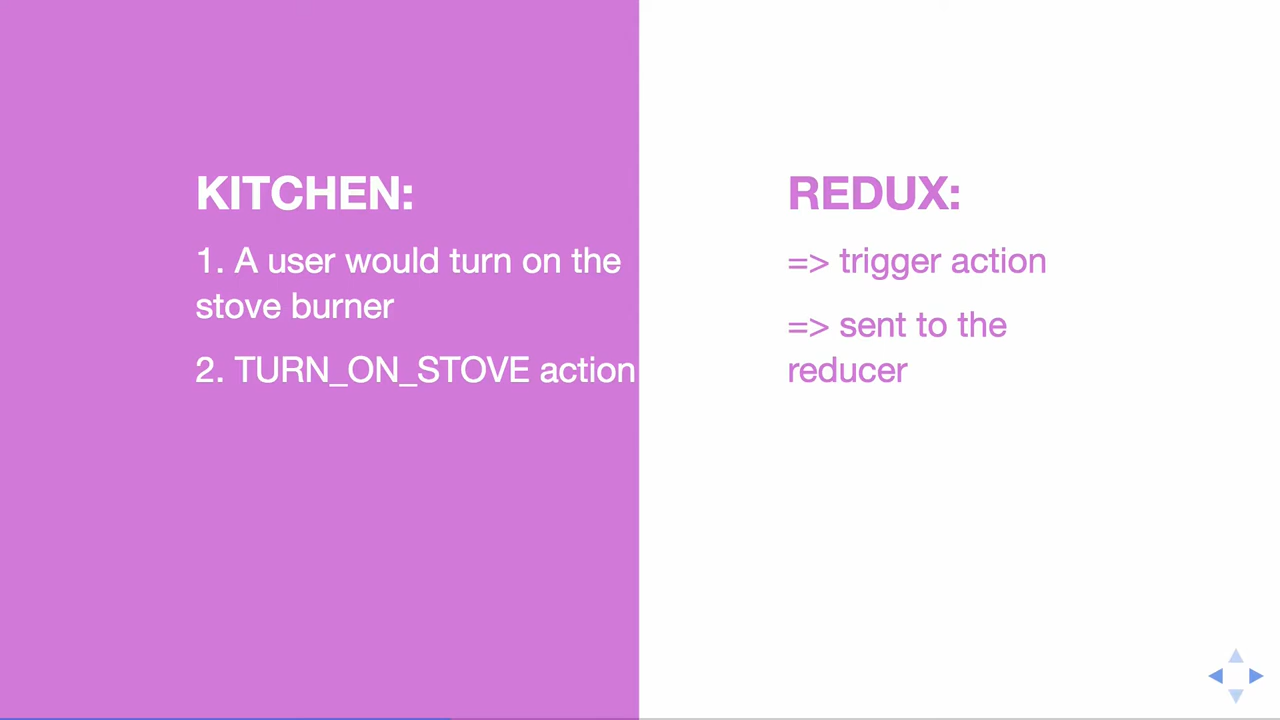 KITCHEN:
1. A user would turn on the
stove burner
2. TURN_ON_STOVE action
REDUX:
=> trigger action
=> sent to the
reducer